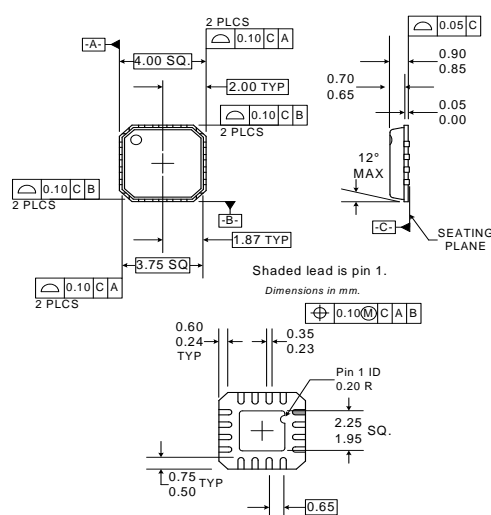 2 PLCS
⌓ 0.10 C A
-A-
4.00 SQ.
2.00 TYP
⌓ 0.10 C B
2 PLCS
⌓ 0.10 C B
2 PLCS
-B-
1.87 TYP
3.75 SQ
⌓ 0.10 C A
2 PLCS
⌓ 0.05 C
0.90
0.85
0.70
0.65
0.05
0.00
12°
MAX
-C-
SEATING
PLANE
Shaded lead is pin 1.
Dimensions in mm.
⌖ 0.10 Ⓜ C A B
0.60
0.24
TYP
0.35
0.23
Pin 1 ID
0.20 R
2.25
1.95
SQ.
0.75
0.50
TYP
0.65